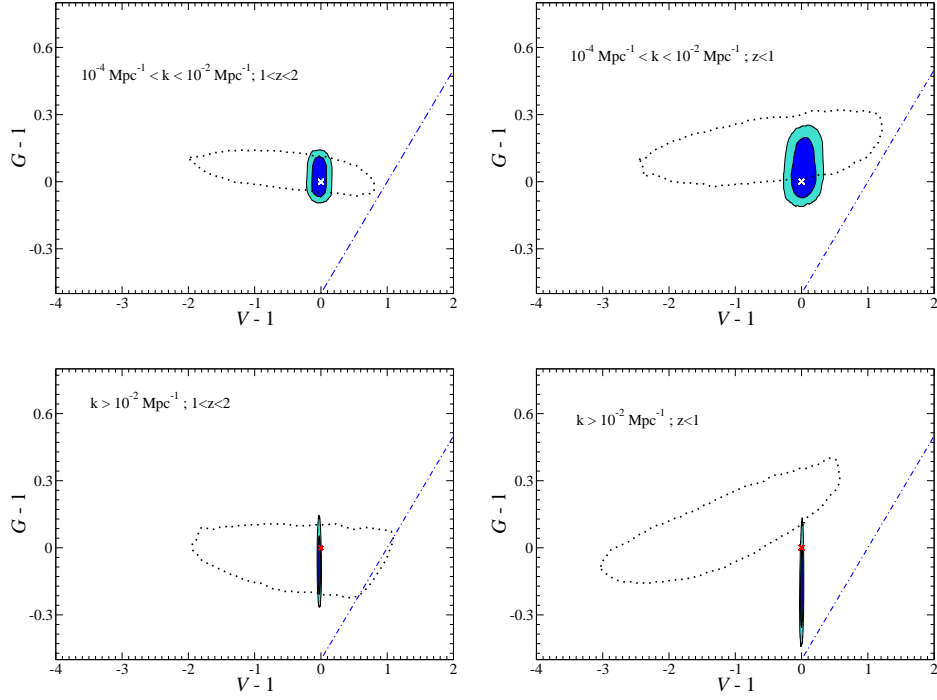 0.6
0.3
0
-0.3
G - 1
10⁻⁴ Mpc⁻¹ < k < 10⁻² Mpc⁻¹; 1<z<2
-4 -3 -2 -1 0 1 2
V - 1
0.6
0.3
0
-0.3
G - 1
10⁻⁴ Mpc⁻¹ < k < 10⁻² Mpc⁻¹ ; z<1
-4 -3 -2 -1 0 1 2
V - 1
0.6
0.3
0
-0.3
G - 1
k > 10⁻² Mpc⁻¹ ; 1<z<2
-4 -3 -2 -1 0 1 2
V - 1
0.6
0.3
0
-0.3
G - 1
k > 10⁻² Mpc⁻¹ ; z<1
-4 -3 -2 -1 0 1 2
V - 1